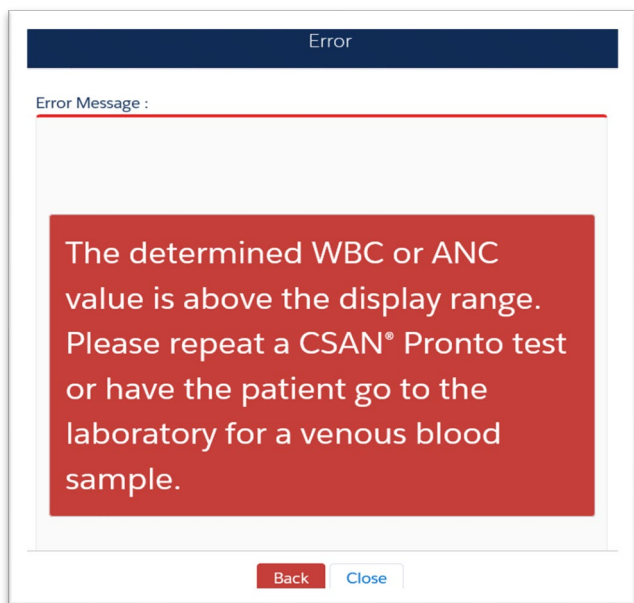 Error
Error Message :
The determined WBC or ANC
value is above the display range.
Please repeat a CSAN® Pronto test
or have the patient go to the
laboratory for a venous blood
sample.
Back Close